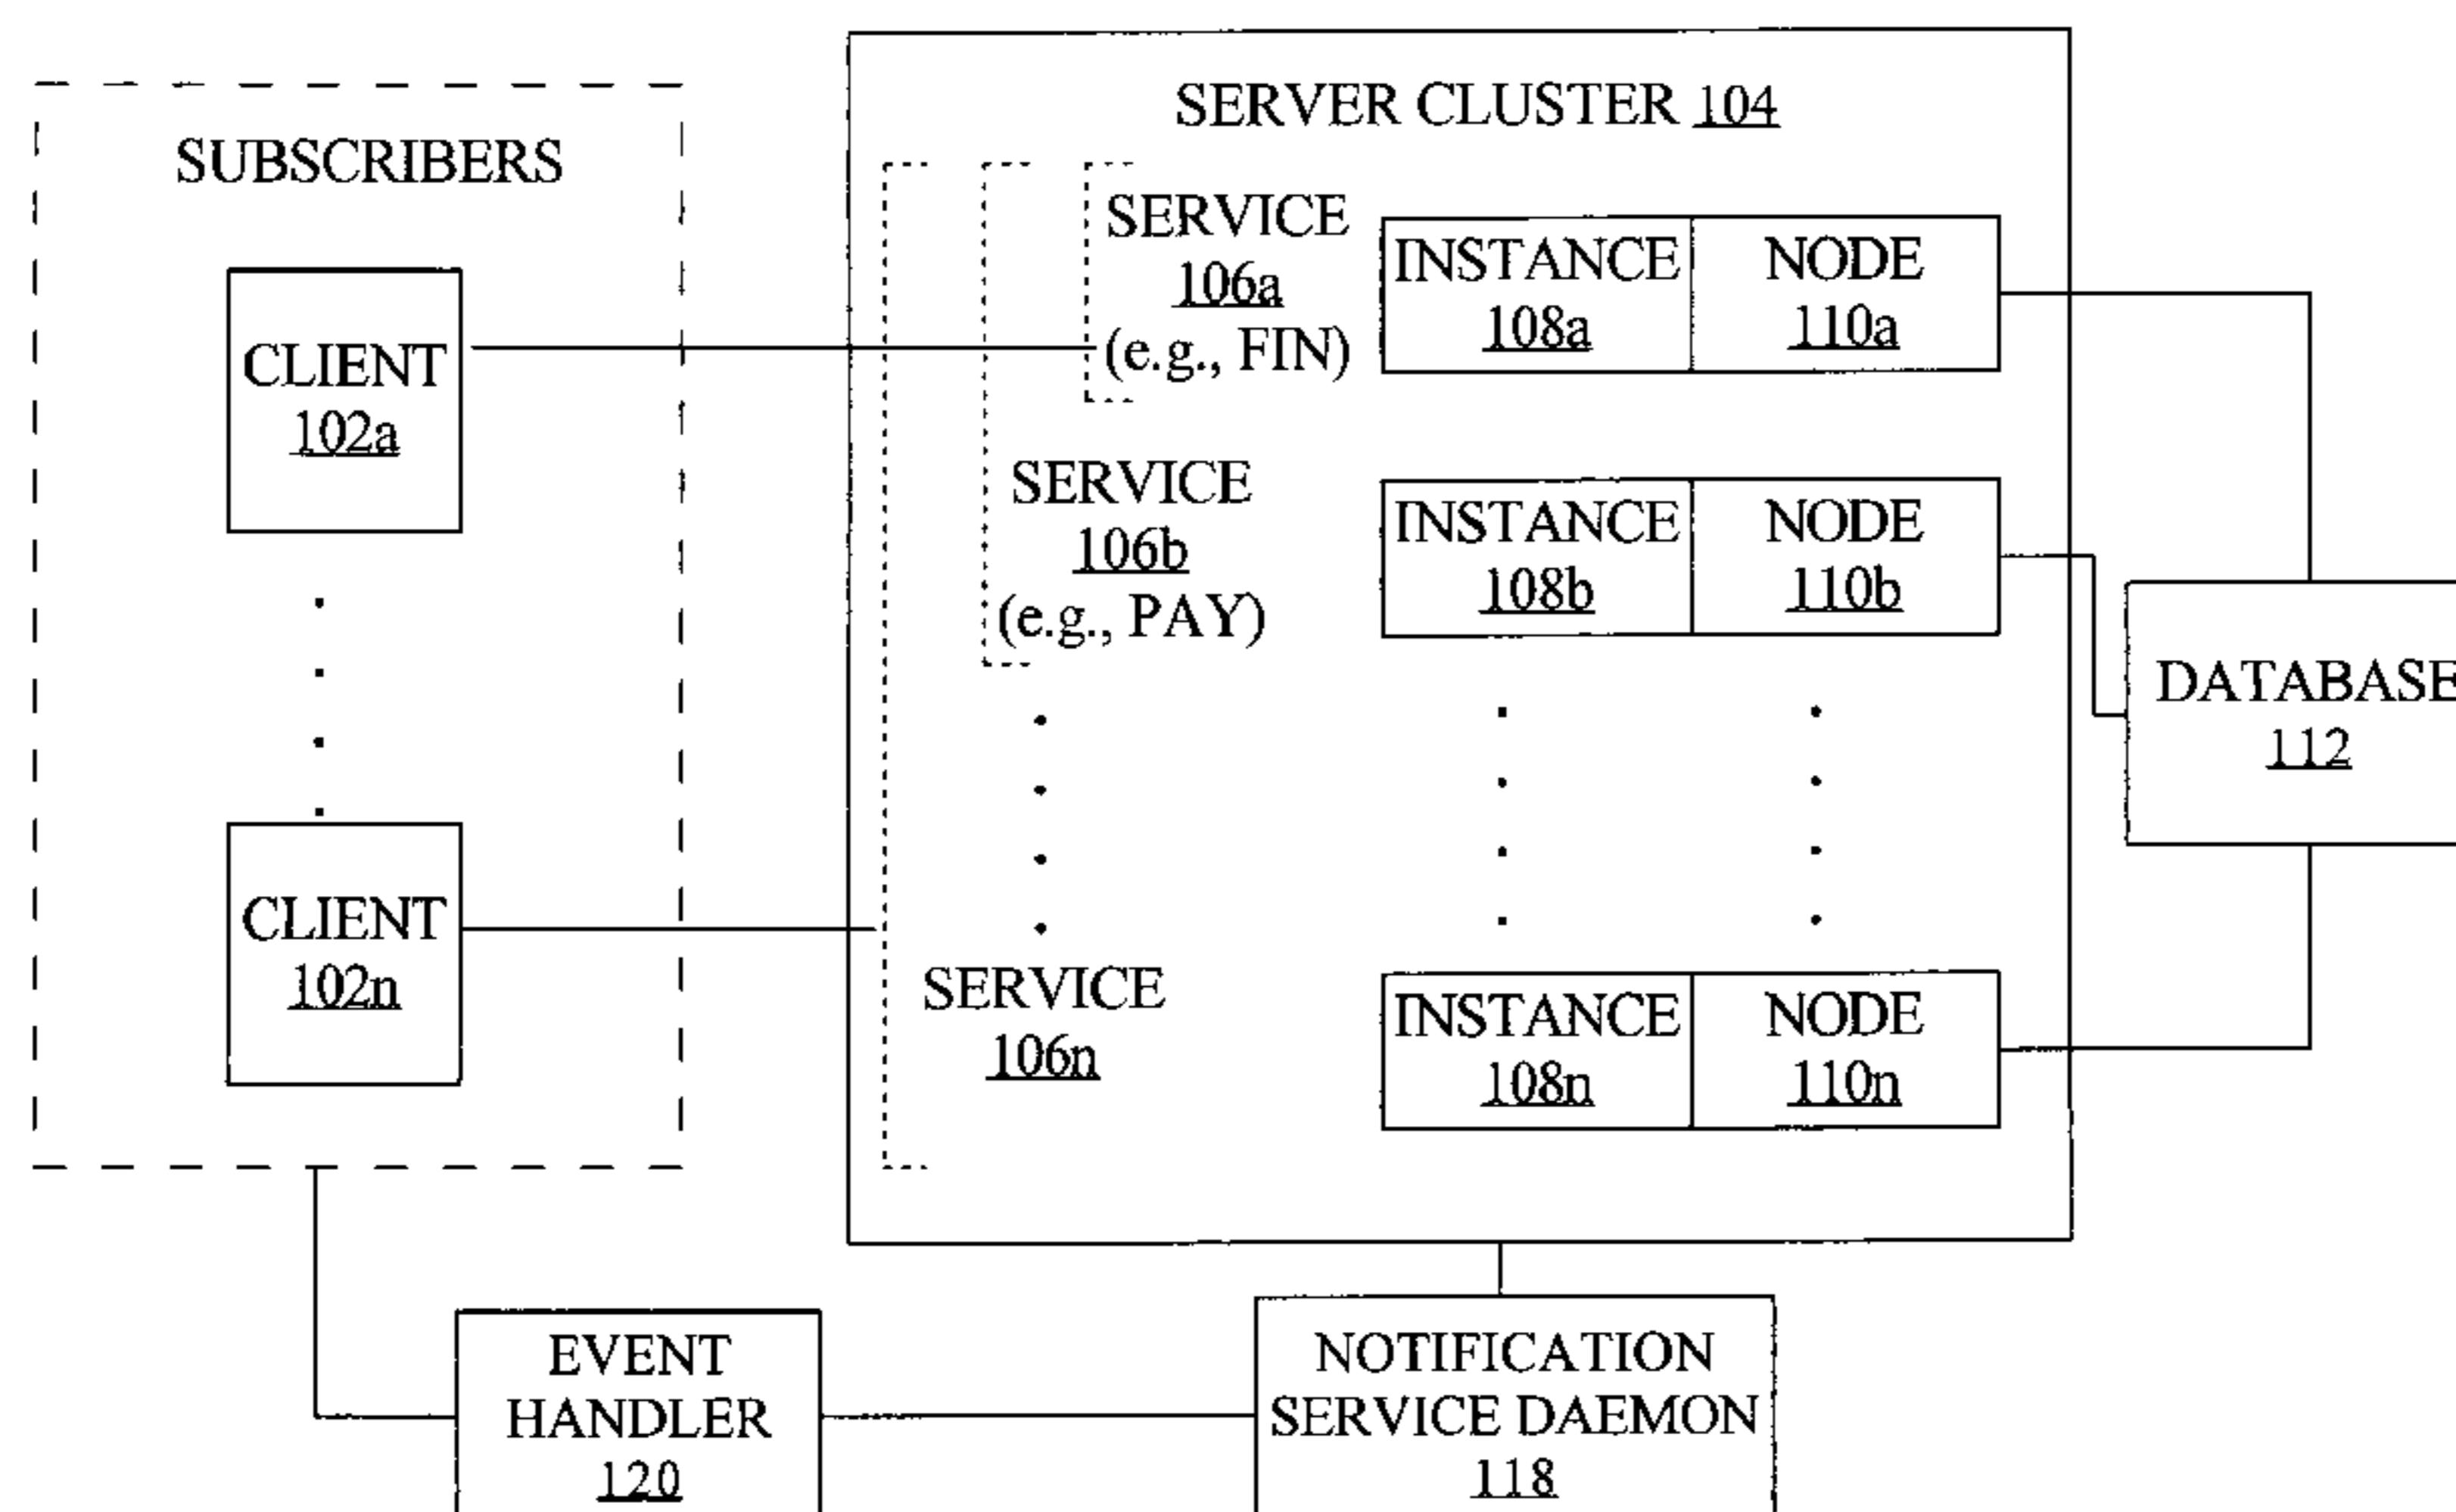 SERVER CLUSTER 104
SUBSCRIBERS
CLIENT
102a
CLIENT
102n
SERVICE
106a
(e.g., FIN)
SERVICE
106b
(e.g., PAY)
SERVICE
106n
INSTANCE
108a
NODE
110a
INSTANCE
108b
NODE
110b
INSTANCE
108n
NODE
110n
DATABASE
112
EVENT
HANDLER
120
NOTIFICATION
SERVICE DAEMON
118